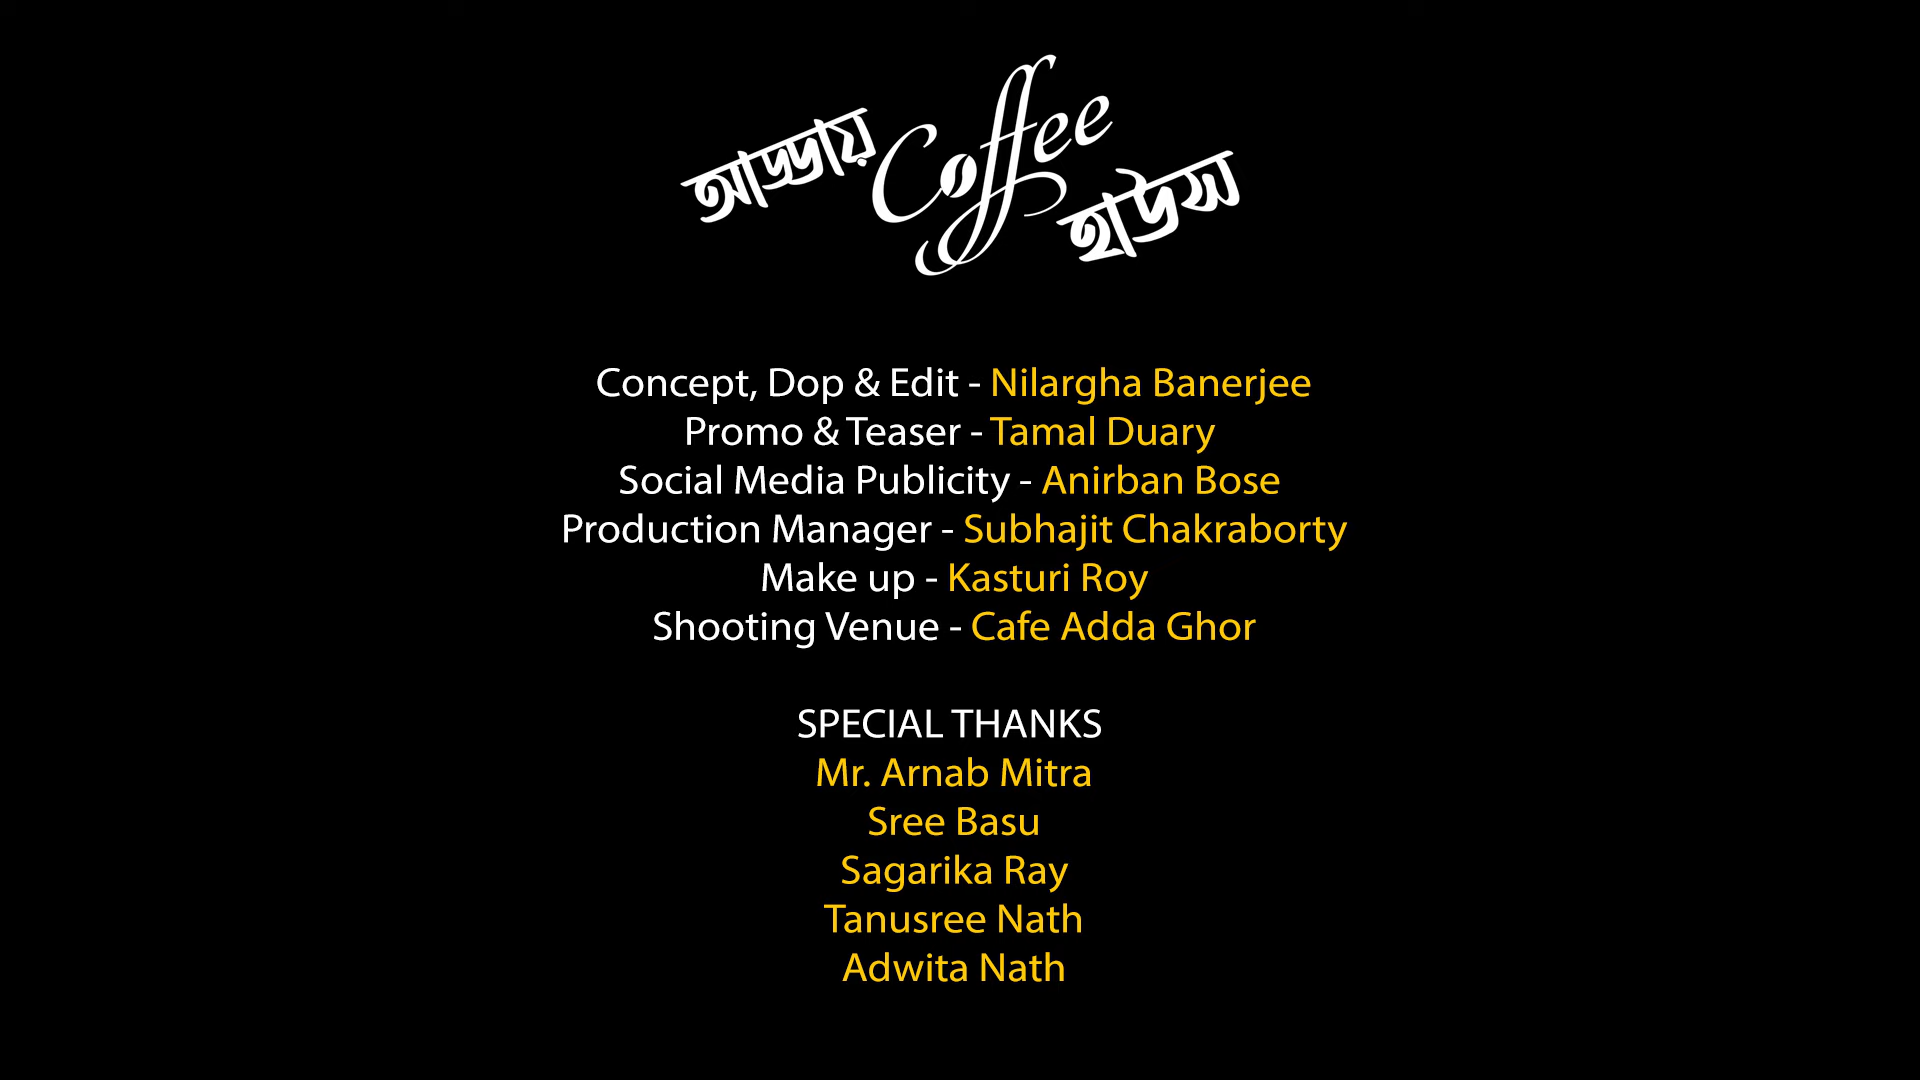 আড্ডায় Coffee হাউস
Concept, Dop & Edit - Nilargha Banerjee
Promo & Teaser - Tamal Duary
Social Media Publicity - Anirban Bose
Production Manager - Subhajit Chakraborty
Make up - Kasturi Roy
Shooting Venue - Cafe Adda Ghor
SPECIAL THANKS
Mr. Arnab Mitra
Sree Basu
Sagarika Ray
Tanusree Nath
Adwita Nath